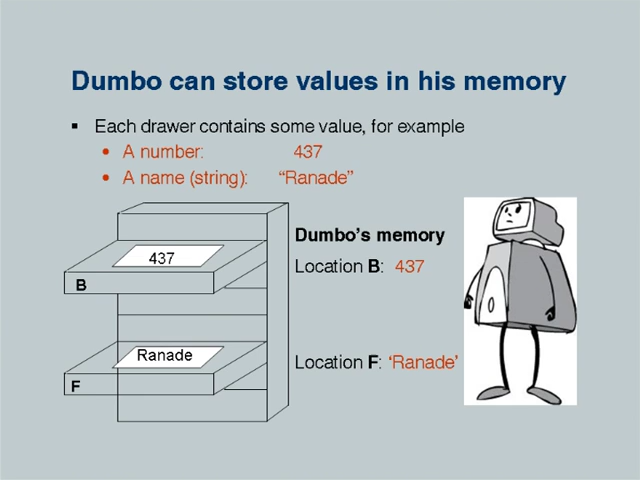 Dumbo can store values in his memory
▪ Each drawer contains some value, for example
• A number: 437
• A name (string): “Ranade”
Dumbo’s memory
437
Location B: 437
B
Ranade
Location F: ‘Ranade’
F